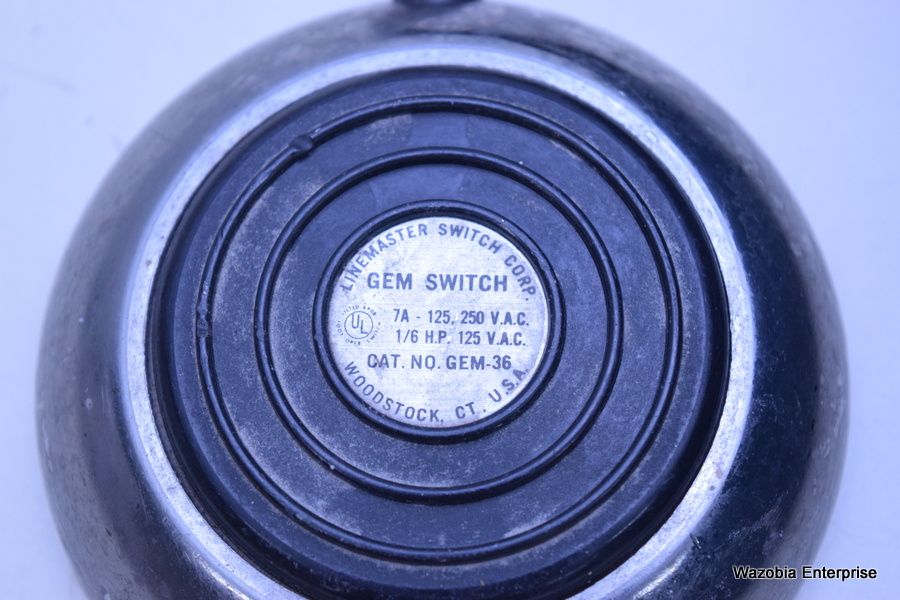 LINEMASTER SWITCH CORP.
GEM SWITCH
UL
7A - 125, 250 V.A.C.
1/6 H.P. 125 V.A.C.
CAT. NO. GEM-36
WOODSTOCK, CT. U.S.A.
Wazobia Enterprise